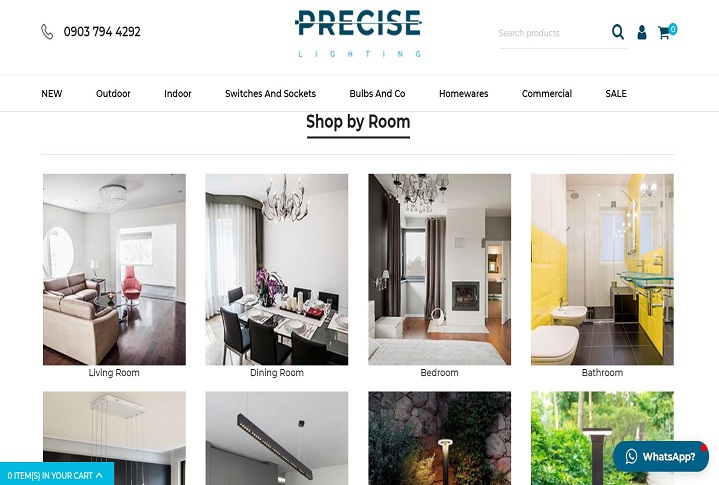 0903 794 4292
PRECISE
LIGHTING
Search products
0
NEW
Outdoor
Indoor
Switches And Sockets
Bulbs And Co
Homewares
Commercial
SALE
Shop by Room
Living Room
Dining Room
Bedroom
Bathroom
0 ITEM(S) IN YOUR CART
WhatsApp?